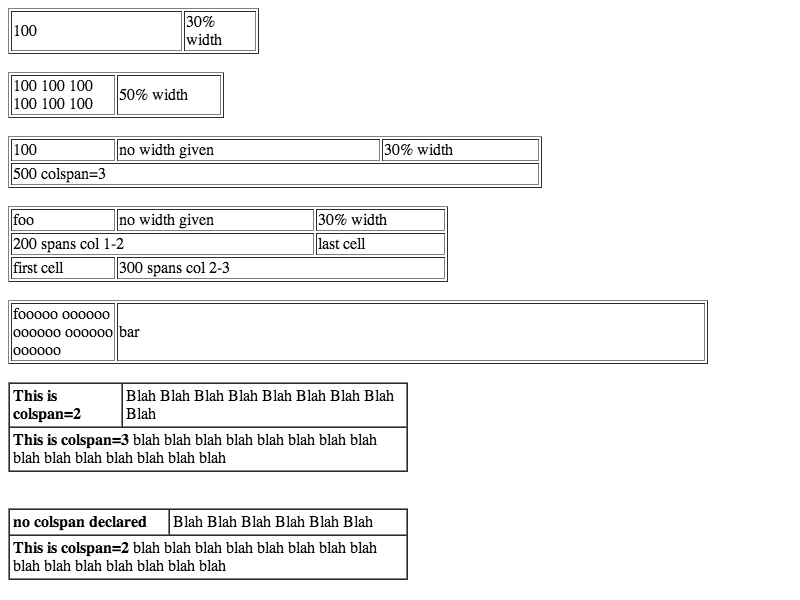 100
30%
width
100 100 100
100 100 100
50% width
100
no width given
30% width
500 colspan=3
foo
no width given
30% width
200 spans col 1-2
last cell
first cell
300 spans col 2-3
fooooo oooooo
oooooo oooooo
oooooo
bar
This is
colspan=2
Blah Blah Blah Blah Blah Blah Blah Blah
Blah
This is colspan=3 blah blah blah blah blah blah blah blah
blah blah blah blah blah blah blah
no colspan declared
Blah Blah Blah Blah Blah Blah
This is colspan=2 blah blah blah blah blah blah blah blah
blah blah blah blah blah blah blah